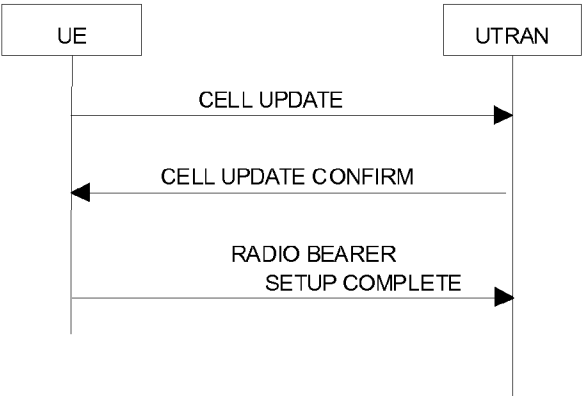 UE
UTRAN
CELL UPDATE
CELL UPDATE CONFIRM
RADIO BEARER
SETUP COMPLETE